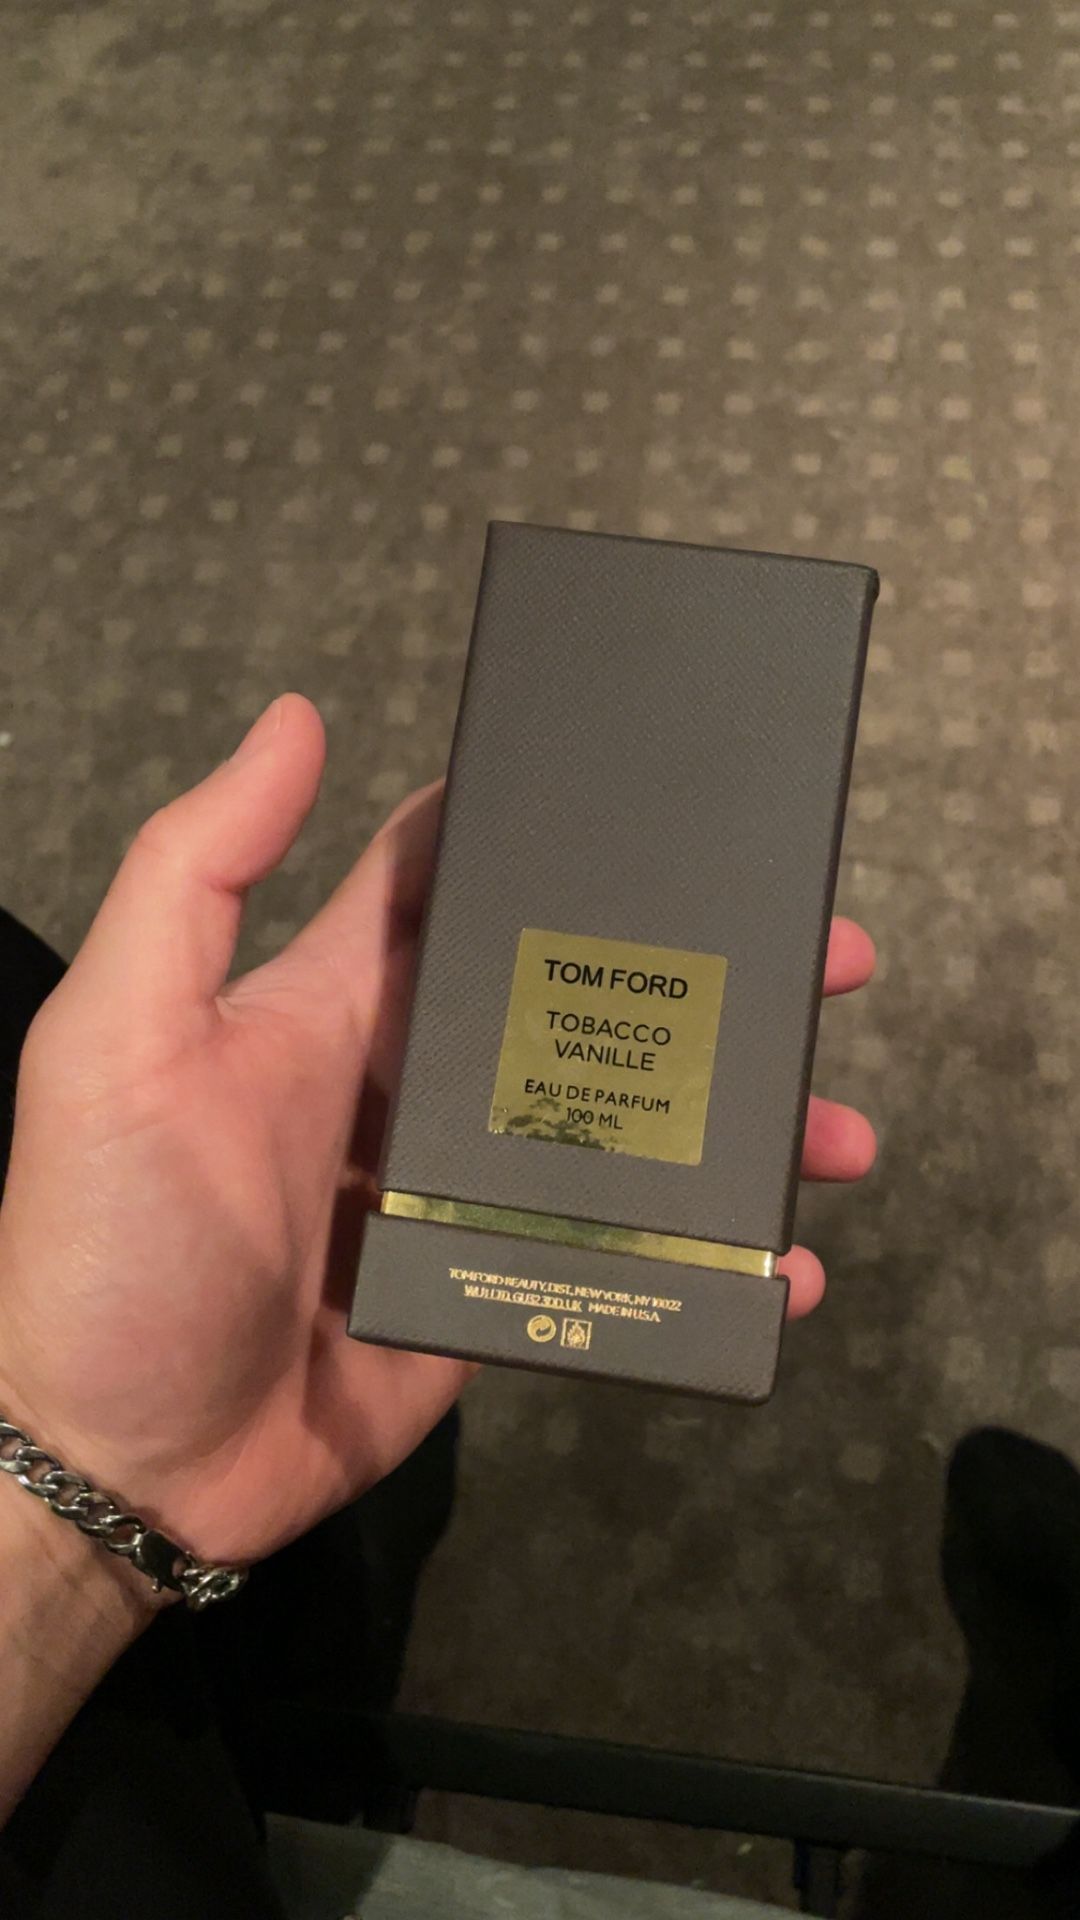 TOM FORD
TOBACCO
VANILLE
EAU DE PARFUM
100 ML
TOM FORD BEAUTY, DIST. NEW YORK, NY 10022
MADE IN U.S.A